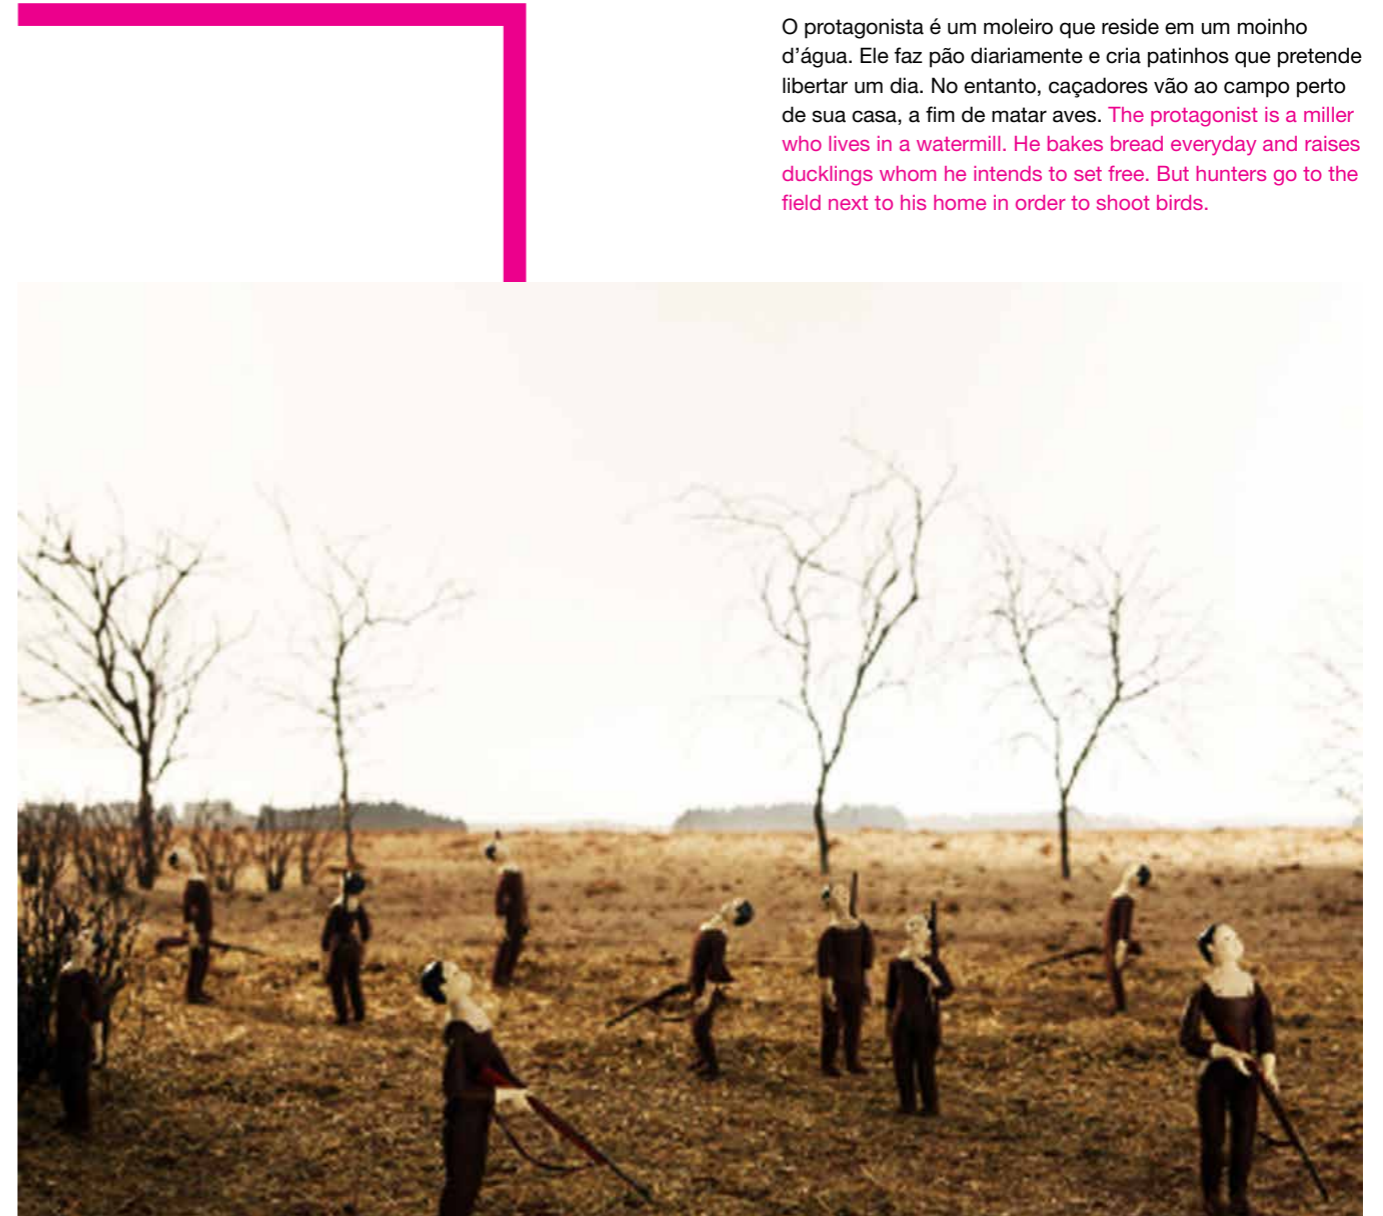 O protagonista é um moleiro que reside em um moinho
d’água. Ele faz pão diariamente e cria patinhos que pretende
libertar um dia. No entanto, caçadores vão ao campo perto
de sua casa, a fim de matar aves. The protagonist is a miller
who lives in a watermill. He bakes bread everyday and raises
ducklings whom he intends to set free. But hunters go to the
field next to his home in order to shoot birds.